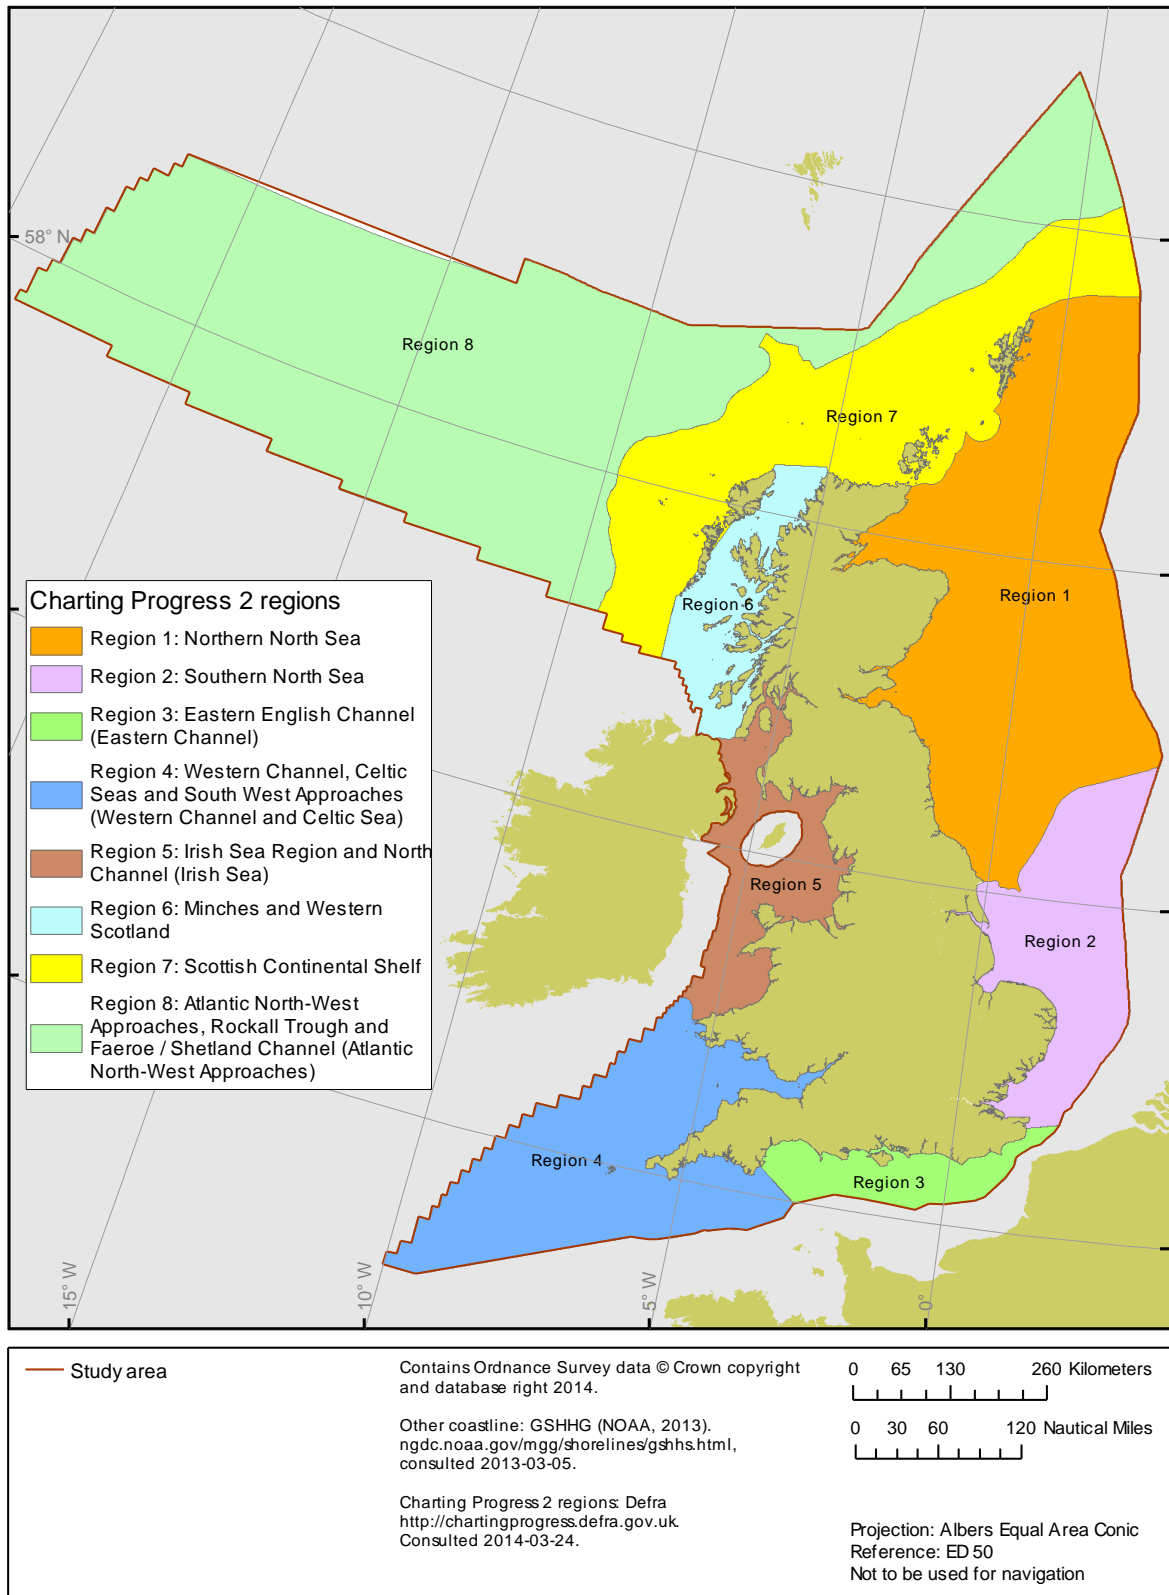 58° N
Region 8
Region 7
Region 1
Region 6
Charting Progress 2 regions
Region 1: Northern North Sea
Region 2: Southern North Sea
Region 3: Eastern English Channel
(Eastern Channel)
Region 4: Western Channel, Celtic
Seas and South West Approaches
(Western Channel and Celtic Sea)
Region 5: Irish Sea Region and North
Channel (Irish Sea)
Region 6: Minches and Western
Scotland
Region 7: Scottish Continental Shelf
Region 8: Atlantic North-West
Approaches, Rockall Trough and
Faeroe / Shetland Channel (Atlantic
North-West Approaches)
Region 5
Region 2
Region 4
Region 3
15° W
10° W
5° W
0°
Study area
Contains Ordnance Survey data © Crown copyright
and database right 2014.
Other coastline: GSHHG (NOAA, 2013).
ngdc.noaa.gov/mgg/shorelines/gshhs.html,
consulted 2013-03-05.
Charting Progress 2 regions: Defra
http://chartingprogress.defra.gov.uk.
Consulted 2014-03-24.
0 65 130 260 Kilometers
0 30 60 120 Nautical Miles
Projection: Albers Equal Area Conic
Reference: ED50
Not to be used for navigation